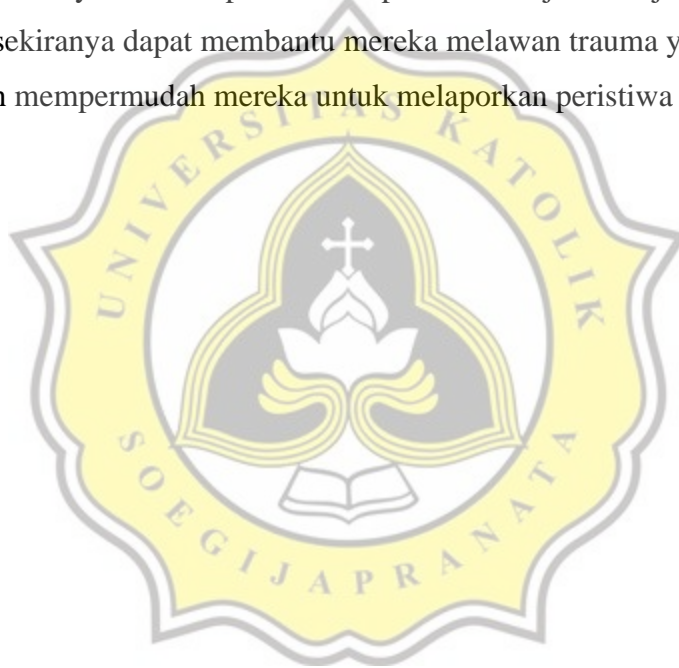 sekiranya dapat membantu mereka melawan trauma y
mempermudah mereka untuk melaporkan peristiwa
UNIVERSITAS KATOLIK
SOEGIJAPRANATA